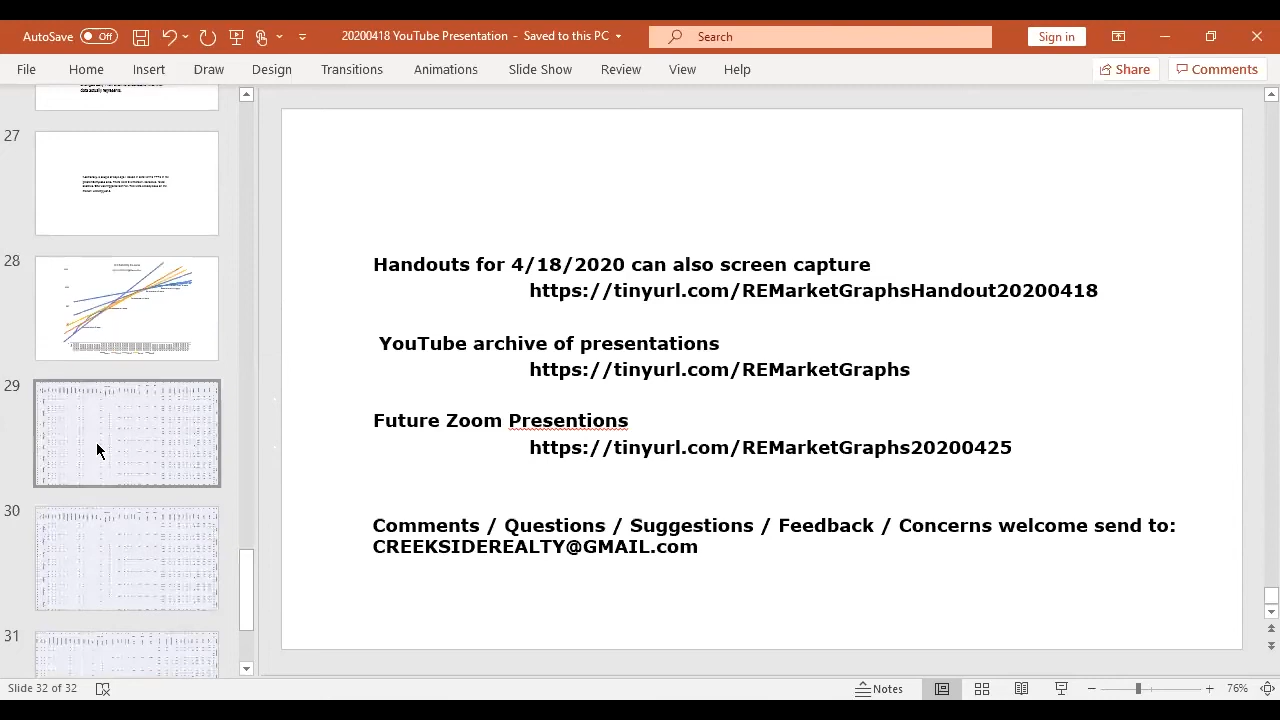 AutoSave Off 20200418 YouTube Presentation - Saved to this PC Search Sign in
File Home Insert Draw Design Transitions Animations Slide Show Review View Help Share Comments
27
28
29
30
31
Handouts for 4/18/2020 can also screen capture
https://tinyurl.com/REMarketGraphsHandout20200418
YouTube archive of presentations
https://tinyurl.com/REMarketGraphs
Future Zoom Presentions
https://tinyurl.com/REMarketGraphs20200425
Comments / Questions / Suggestions / Feedback / Concerns welcome send to:
CREEKSIDEREALTY@GMAIL.com
Slide 32 of 32 Notes 76%